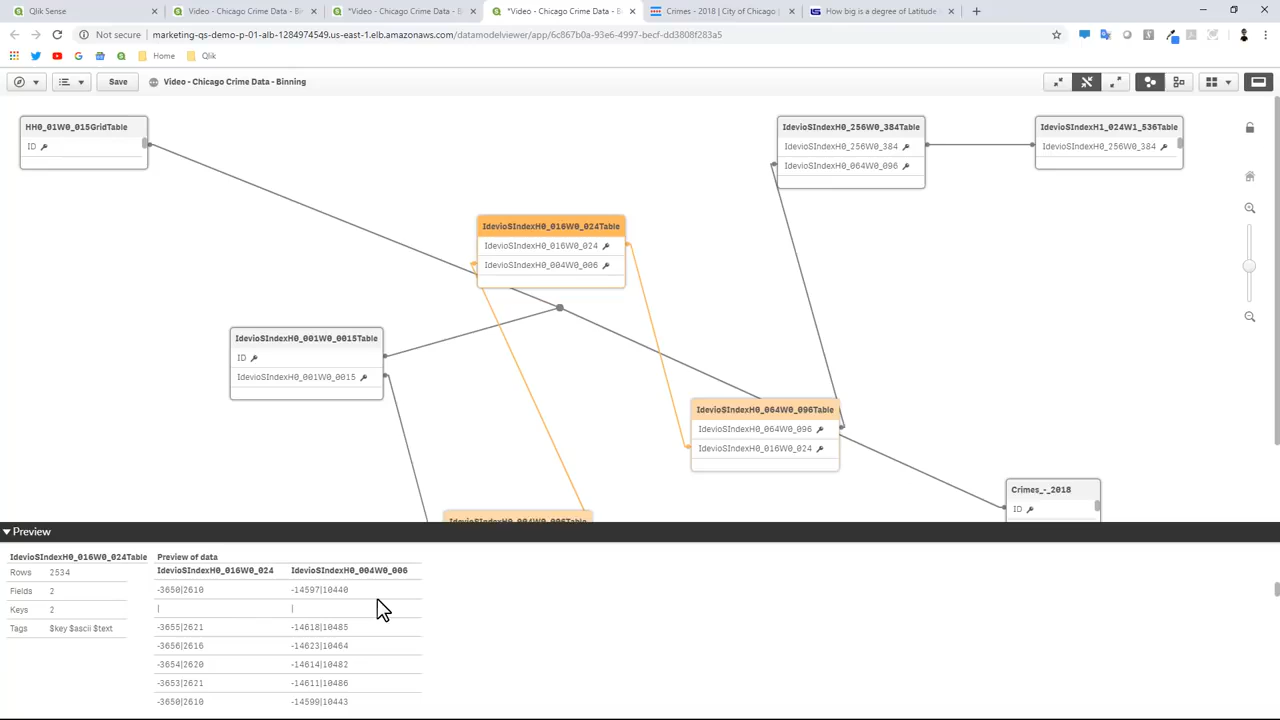 Qlik Sense
Video - Chicago Crime Data - Bin
*Video - Chicago Crime Data - B
*Video - Chicago Crime Data - B
Crimes - 2018 | City of Chicago |
How big is a degree of Latitude
Not secure
marketing-qs-demo-p-01-alb-1284974549.us-east-1.elb.amazonaws.com/datamodelviewer/app/6c867b0a-93e6-4997-becf-dd3808f283a5
Home
Qlik
Save
Video - Chicago Crime Data - Binning
HH0_01W0_015GridTable
ID
IdevioSIndexH0_256W0_384Table
IdevioSIndexH0_256W0_384
IdevioSIndexH0_064W0_096
IdevioSIndexH1_024W1_536Table
IdevioSIndexH0_256W0_384
IdevioSIndexH0_016W0_024Table
IdevioSIndexH0_016W0_024
IdevioSIndexH0_004W0_006
IdevioSIndexH0_001W0_0015Table
ID
IdevioSIndexH0_001W0_0015
IdevioSIndexH0_064W0_096Table
IdevioSIndexH0_064W0_096
IdevioSIndexH0_016W0_024
Crimes_-_2018
ID
IdevioSIndexH0_004W0_006Table
Preview
IdevioSIndexH0_016W0_024Table
Rows 2534
Fields 2
Keys 2
Tags $key $ascii $text
Preview of data
IdevioSIndexH0_016W0_024 IdevioSIndexH0_004W0_006
-3650|2610 -14597|10440
| |
-3655|2621 -14618|10485
-3656|2616 -14623|10464
-3654|2620 -14614|10482
-3653|2621 -14611|10486
-3650|2610 -14599|10443